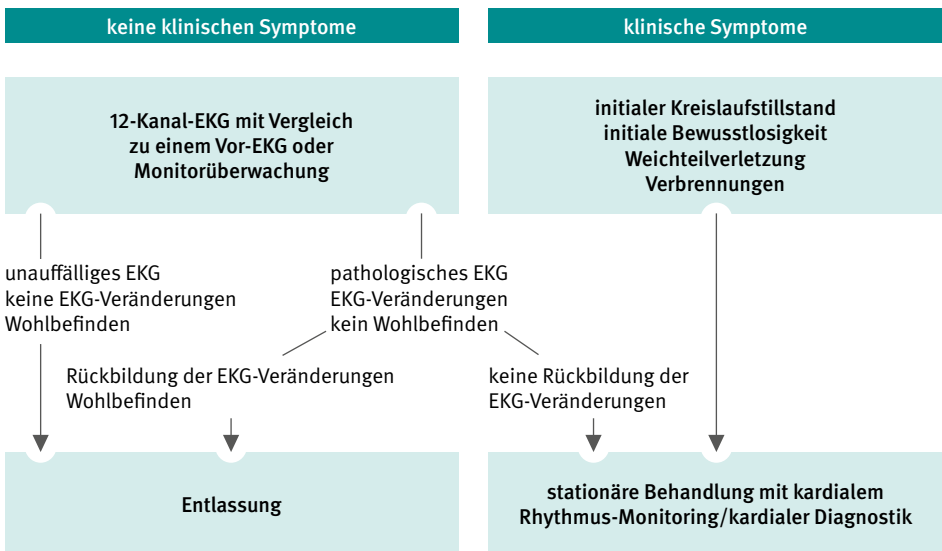 keine klinischen Symptome
klinische Symptome
12-Kanal-EKG mit Vergleich
zu einem Vor-EKG oder
Monitorüberwachung
initialer Kreislaufstillstand
initiale Bewusstlosigkeit
Weichteilverletzung
Verbrennungen
unauffälliges EKG
keine EKG-Veränderungen
Wohlbefinden
pathologisches EKG
EKG-Veränderungen
kein Wohlbefinden
Rückbildung der EKG-Veränderungen
Wohlbefinden
keine Rückbildung der
EKG-Veränderungen
Entlassung
stationäre Behandlung mit kardialem
Rhythmus-Monitoring/kardialer Diagnostik